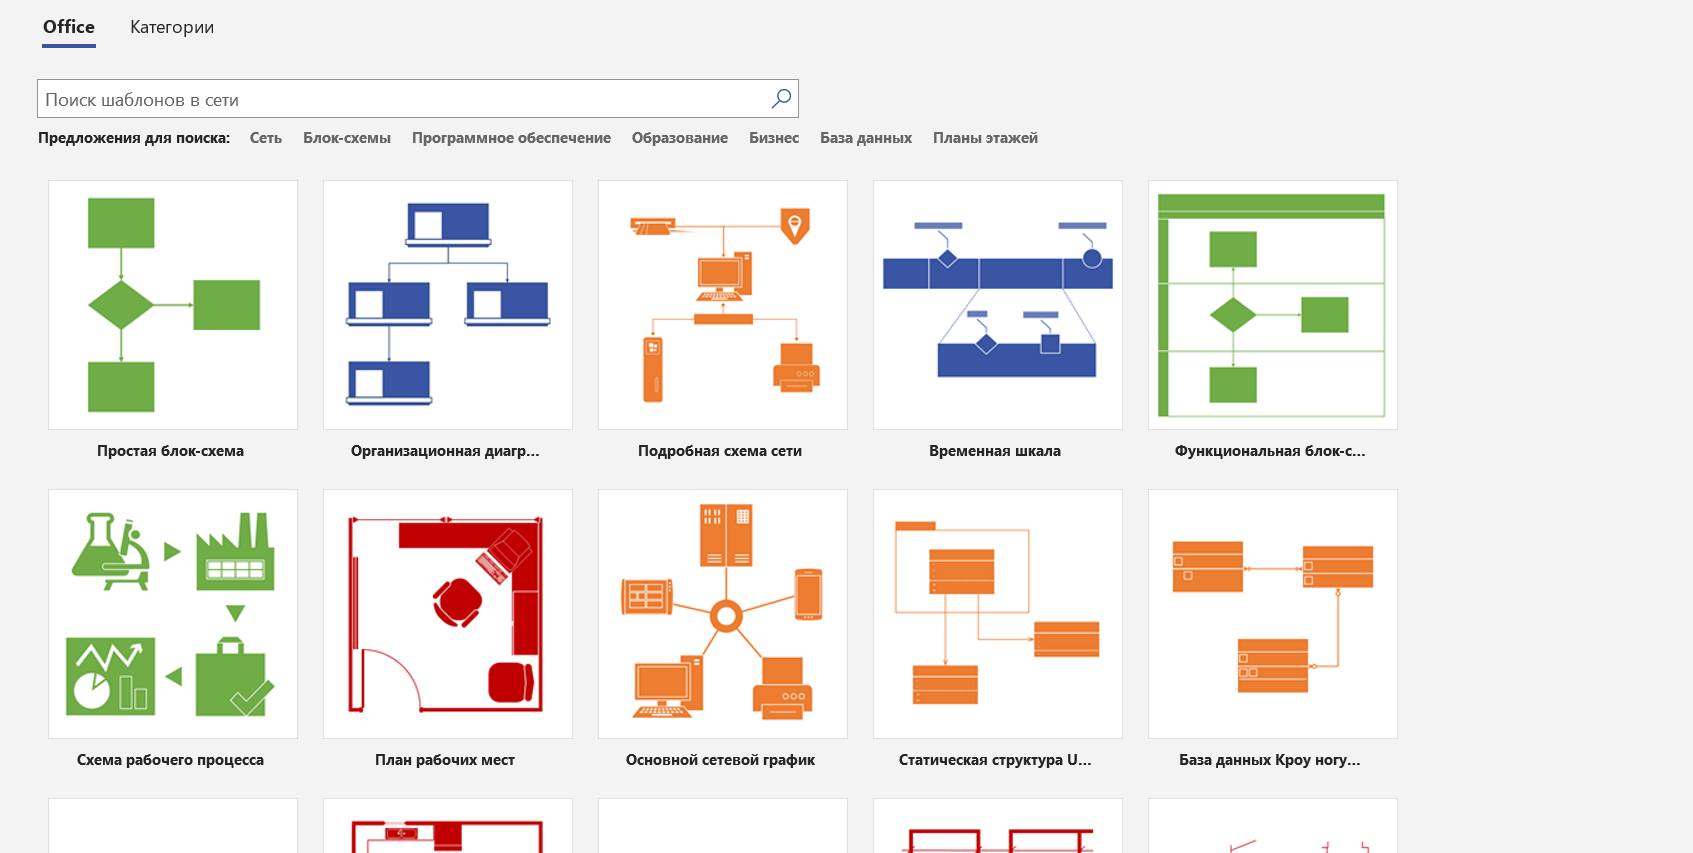 Office Категории
Поиск шаблонов в сети
Предложения для поиска: Сеть Блок-схемы Программное обеспечение Образование Бизнес База данных Планы этажей
Простая блок-схема Организационная диагр... Подробная схема сети Временная шкала Функциональная блок-с...
Схема рабочего процесса План рабочих мест Основной сетевой график Статическая структура U... База данных Кроу ногу...